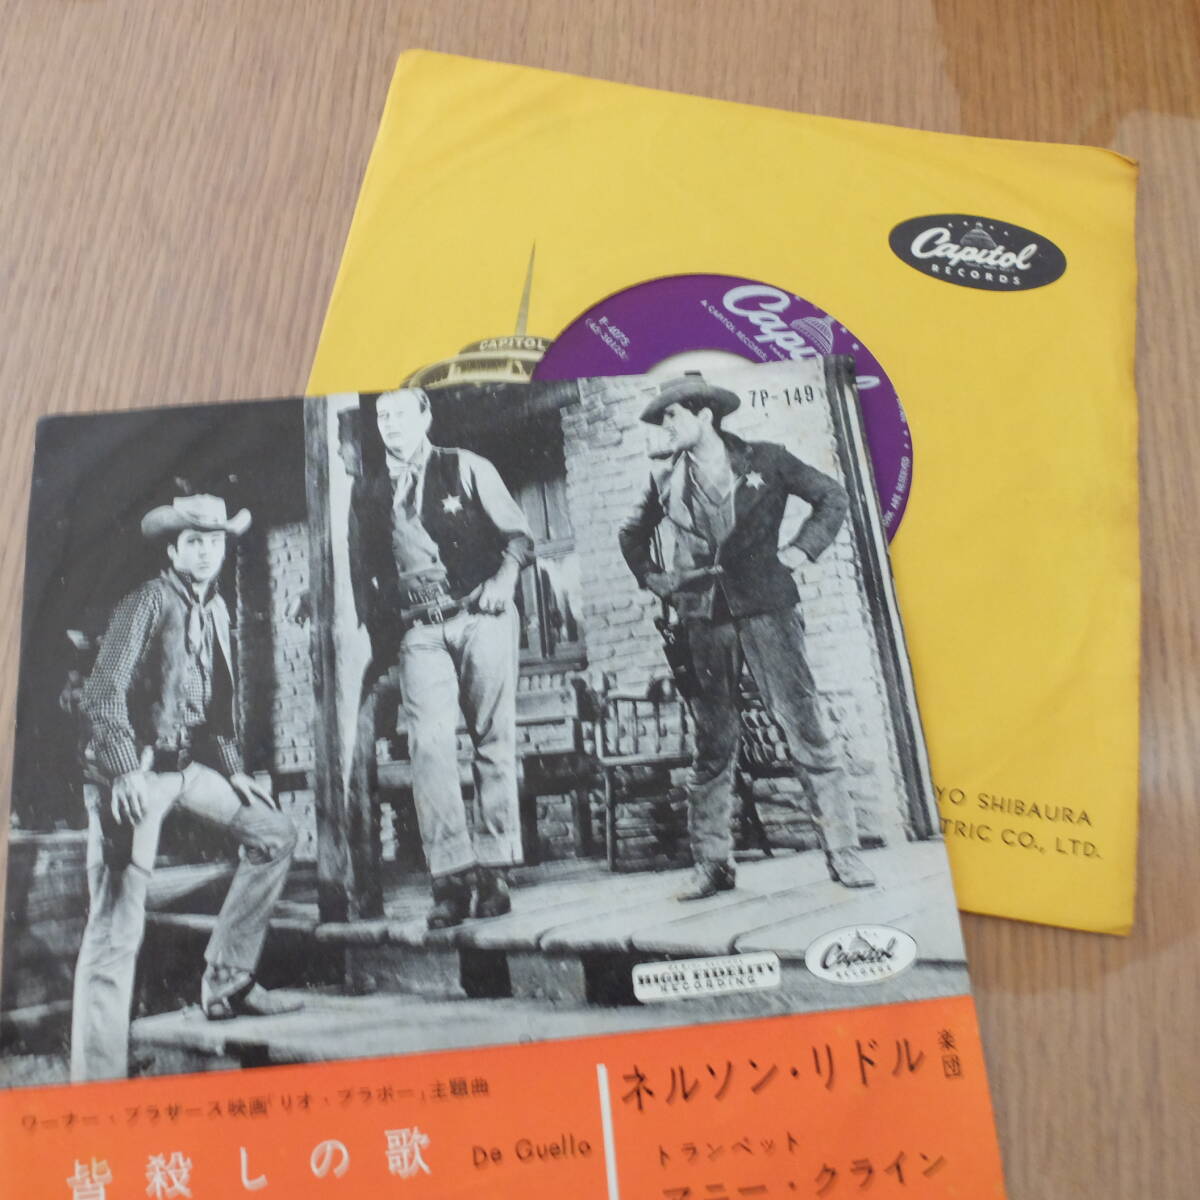 Capitol
RECORDS
CAPITOL
B-4075
Capitol
7P-149
YO SHIBAURA
TRIC CO., LTD.
HIGH FIDELITY
RECORDING
Capitol
RECORDS
ワーナー・ブラザース映画「リオ・ブラボー」主題曲
皆殺しの歌 De Guello
ネルソン・リドル楽団
トランペット
マニー・クライン